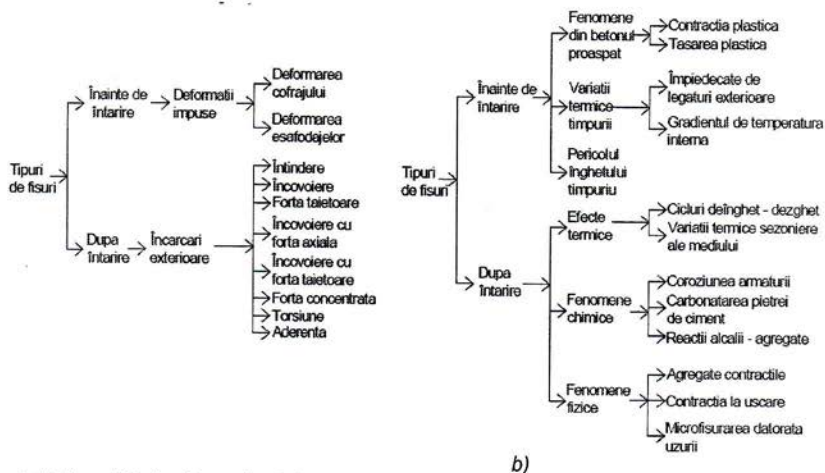 Tipuri
de fisuri
Înainte de
întarire
Deformatii
impuse
Deformarea
cofrajului
Deformarea
esafodajelor
Dupa
întarire
Încarcari
exterioare
Întindere
Încovoiere
Forta taietoare
Încovoiere cu
forta axiala
Încovoiere cu
forta taietoare
Forta concentrata
Torsiune
Aderenta
Tipuri
de fisuri
Înainte de
întarire
Fenomene
din betonul
proaspat
Contractia plastica
Tasarea plastica
Variatii
termice
timpurii
Împiedecate de
legaturi exterioare
Gradientul de temperatura
interna
Pericolul
înghetului
timpuriu
Dupa
întarire
Efecte
termice
Cicluri deînghet - dezghet
Variatii termice sezoniere
ale mediului
Fenomene
chimice
Coroziunea armaturii
Carbonatarea pietrei
de ciment
Reactii alcalii - agregate
Fenomene
fizice
Agregate contractile
Contractia la uscare
Microfisurarea datorata
uzurii
b)